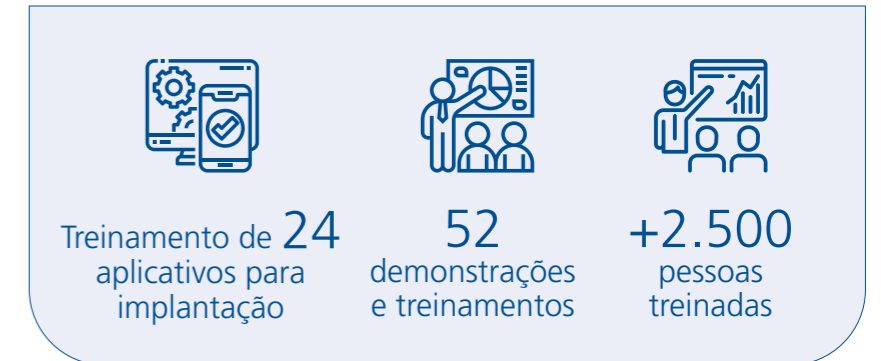 Treinamento de 24
aplicativos para
implantação
52
demonstrações
e treinamentos
+2.500
pessoas
treinadas